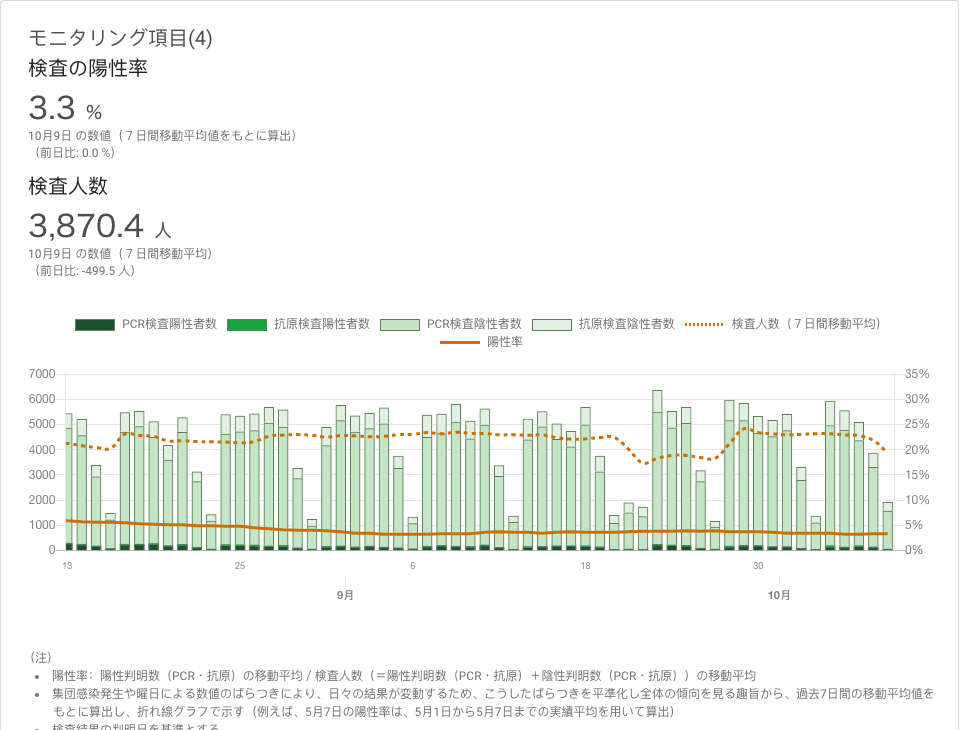 モニタリング項目(4)
検査の陽性率
3.3 %
10月9日 の数値（７日間移動平均値をもとに算出）
（前日比: 0.0 %）
検査人数
3,870.4 人
10月9日 の数値（７日間移動平均）
（前日比: -499.5 人）
PCR検査陽性者数 抗原検査陽性者数 PCR検査陰性者数 抗原検査陰性者数 検査人数（７日間移動平均）
陽性率
7000 35%
6000 30%
5000 25%
4000 20%
3000 15%
2000 10%
1000 5%
0 0%
13 25 6 18 30
9月 10月
（注）
• 陽性率：陽性判明数（PCR・抗原）の移動平均 / 検査人数（＝陽性判明数（PCR・抗原）＋陰性判明数（PCR・抗原））の移動平均
• 集団感染発生や曜日による数値のばらつきにより、日々の結果が変動するため、こうしたばらつきを平準化し全体の傾向を見る趣旨から、過去7日間の移動平均値を
もとに算出し、折れ線グラフで示す（例えば、5月7日の陽性率は、5月1日から5月7日までの実績平均を用いて算出）
• 検査結果の判明日を基準とする